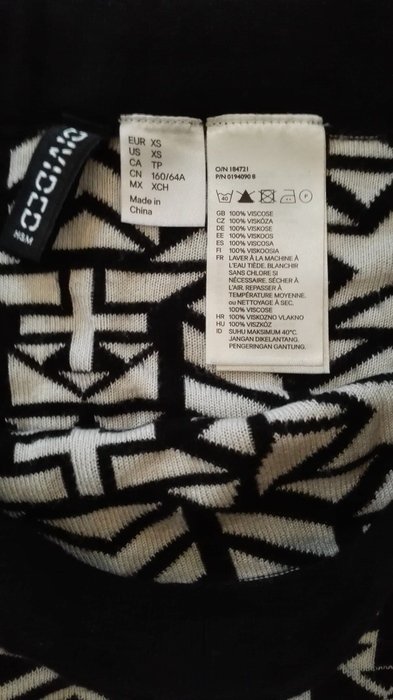 DIVIDED
H&M
EUR XS
US XS
CA TP
CN 160/64A
MX XCH
Made in
China
O/N 184721
P/N 0194090 8
40 P
GB 100% VISCOSE
CZ 100% VISKÓZA
DE 100% VISKOSE
EE 100% VISKOOS
ES 100% VISCOSA
FI 100% VISKOOSIA
FR LAVER À LA MACHINE À
L'EAU TIÈDE. BLANCHIR
SANS CHLORE SI
NÉCESSAIRE. SÉCHER À
L'AIR. REPASSER À
TEMPÉRATURE MOYENNE.
ou NETTOYAGE À SEC.
100% VISCOSE
HR 100% VISKOZNO VLAKNO
HU 100% VISZKÓZ
ID SUHU MAKSIMUM 40°C.
JANGAN DIKELANTANG.
PENGERINGAN GANTUNG.